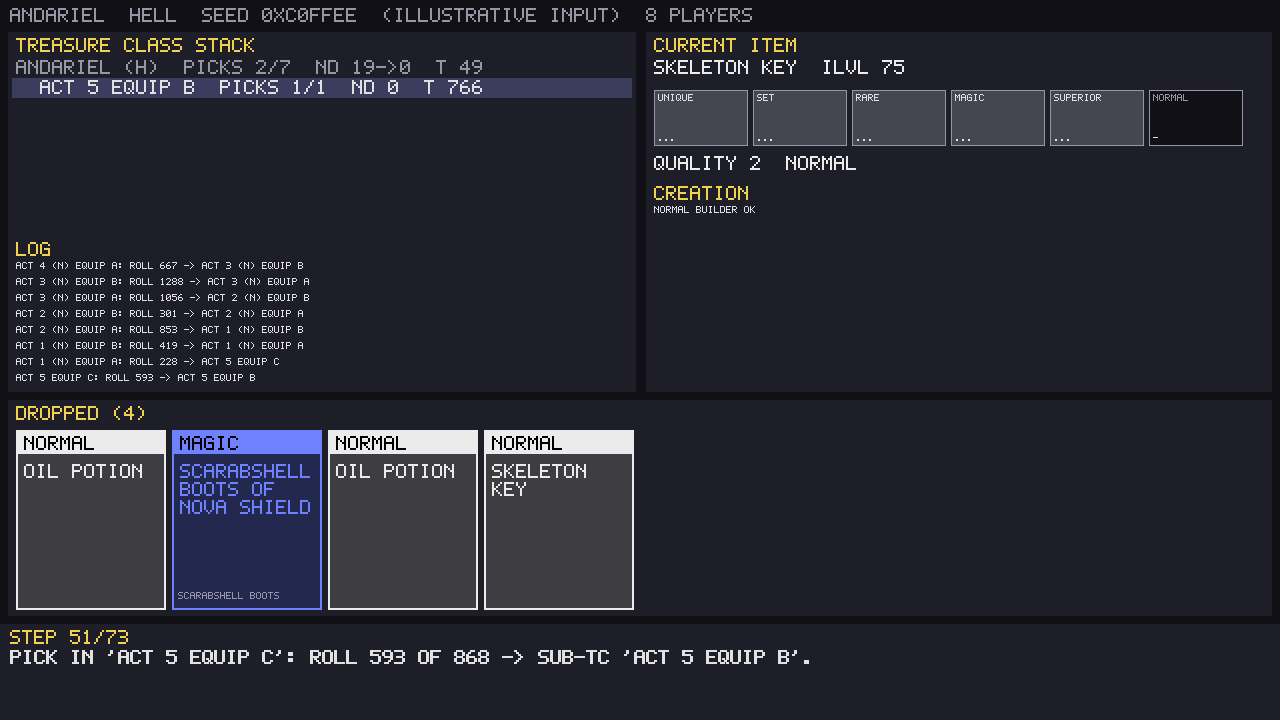 ANDARIEL  HELL  SEED 0XC0FFEE  (ILLUSTRATIVE INPUT)  8 PLAYERS
TREASURE CLASS STACK
ANDARIEL (H)  PICKS 2/7  ND 19->0  T 49
ACT 5 EQUIP B  PICKS 1/1  ND 0  T 766
LOG
ACT 4 (N) EQUIP A: ROLL 667 -> ACT 3 (N) EQUIP B
ACT 3 (N) EQUIP B: ROLL 1288 -> ACT 3 (N) EQUIP A
ACT 3 (N) EQUIP A: ROLL 1056 -> ACT 2 (N) EQUIP B
ACT 2 (N) EQUIP B: ROLL 301 -> ACT 2 (N) EQUIP A
ACT 2 (N) EQUIP A: ROLL 853 -> ACT 1 (N) EQUIP B
ACT 1 (N) EQUIP B: ROLL 419 -> ACT 1 (N) EQUIP A
ACT 1 (N) EQUIP A: ROLL 228 -> ACT 5 EQUIP C
ACT 5 EQUIP C: ROLL 593 -> ACT 5 EQUIP B
CURRENT ITEM
SKELETON KEY  ILVL 75
UNIQUE SET RARE MAGIC SUPERIOR NORMAL
... ... ... ... ... _
QUALITY 2  NORMAL
CREATION
NORMAL BUILDER OK
DROPPED (4)
NORMAL
OIL POTION
MAGIC
SCARABSHELL
BOOTS OF
NOVA SHIELD
SCARABSHELL BOOTS
NORMAL
OIL POTION
NORMAL
SKELETON
KEY
STEP 51/73
PICK IN 'ACT 5 EQUIP C': ROLL 593 OF 868 -> SUB-TC 'ACT 5 EQUIP B'.